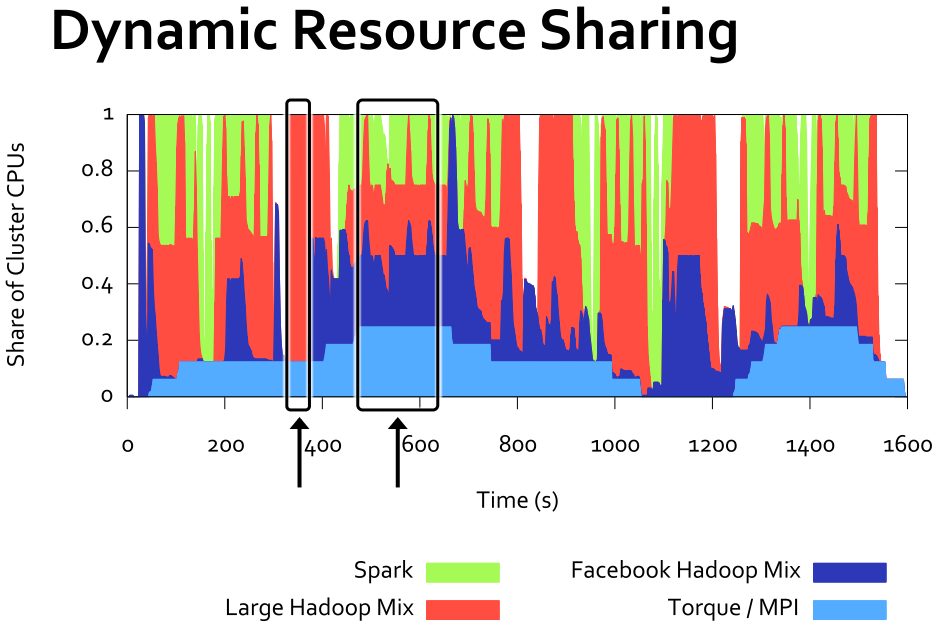 Dynamic Resource Sharing
Share of Cluster CPUs
1
0.8
0.6
0.4
0.2
0
0 200 400 600 800 1000 1200 1400 1600
Time (s)
Spark Facebook Hadoop Mix
Large Hadoop Mix Torque / MPI